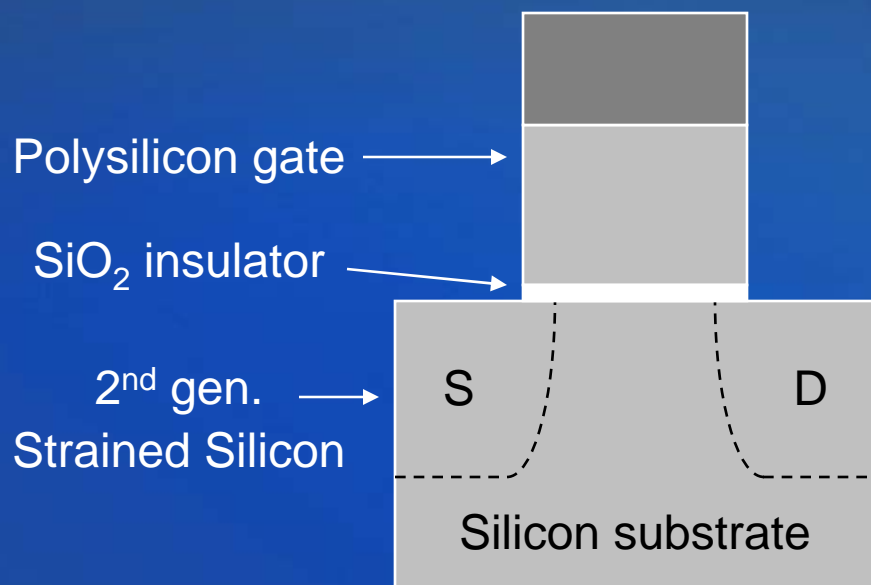 Polysilicon gate
SiO₂ insulator
2ⁿᵈ gen.
Strained Silicon
S
D
Silicon substrate